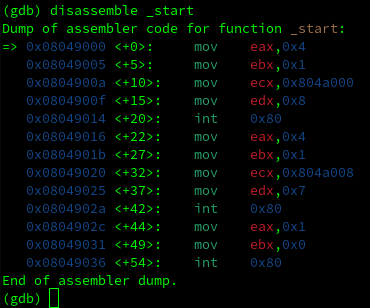 (gdb) disassemble _start
Dump of assembler code for function _start:
=> 0x08049000 <+0>:     mov    eax,0x4
   0x08049005 <+5>:     mov    ebx,0x1
   0x0804900a <+10>:    mov    ecx,0x804a000
   0x0804900f <+15>:    mov    edx,0x8
   0x08049014 <+20>:    int    0x80
   0x08049016 <+22>:    mov    eax,0x4
   0x0804901b <+27>:    mov    ebx,0x1
   0x08049020 <+32>:    mov    ecx,0x804a008
   0x08049025 <+37>:    mov    edx,0x7
   0x0804902a <+42>:    int    0x80
   0x0804902c <+44>:    mov    eax,0x1
   0x08049031 <+49>:    mov    ebx,0x0
   0x08049036 <+54>:    int    0x80
End of assembler dump.
(gdb)